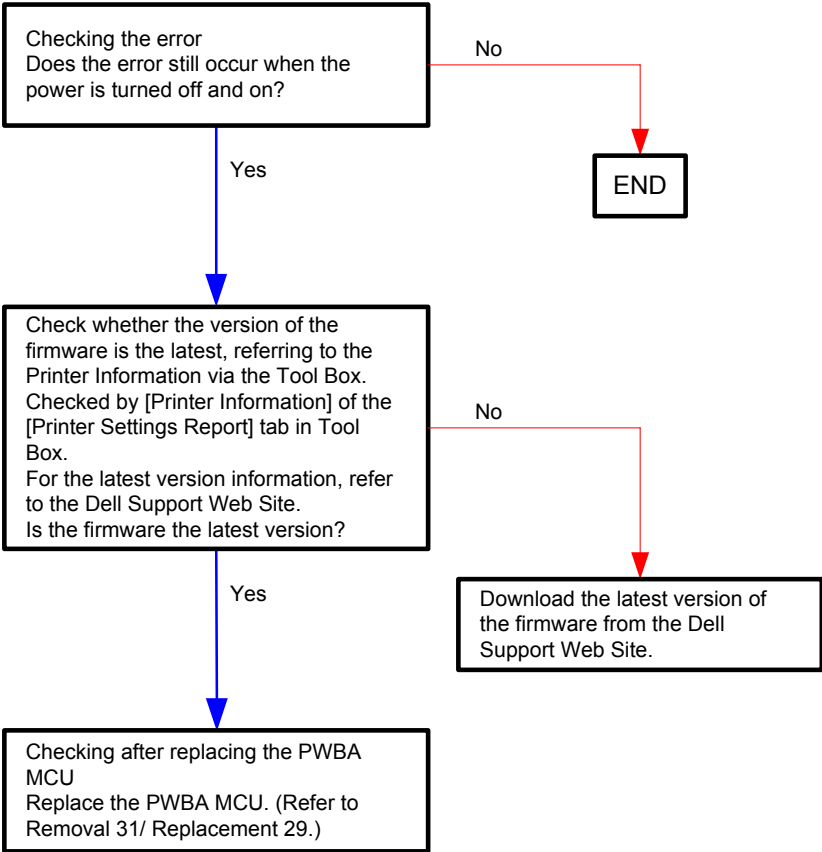 Checking the error
Does the error still occur when the
power is turned off and on?
No
END
Yes
Check whether the version of the
firmware is the latest, referring to the
Printer Information via the Tool Box.
Checked by [Printer Information] of the
[Printer Settings Report] tab in Tool
Box.
For the latest version information, refer
to the Dell Support Web Site.
Is the firmware the latest version?
No
Download the latest version of
the firmware from the Dell
Support Web Site.
Yes
Checking after replacing the PWBA
MCU
Replace the PWBA MCU. (Refer to
Removal 31/ Replacement 29.)